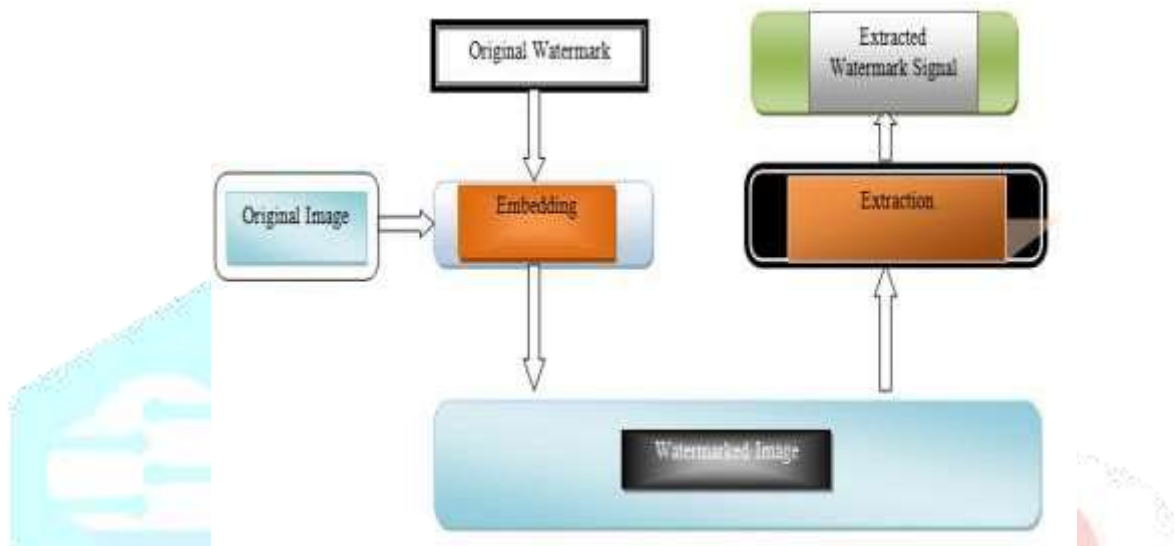 Original Watermark
Extracted
Watermark Signal
Original Image
Embedding
Extraction
Watermarked Image